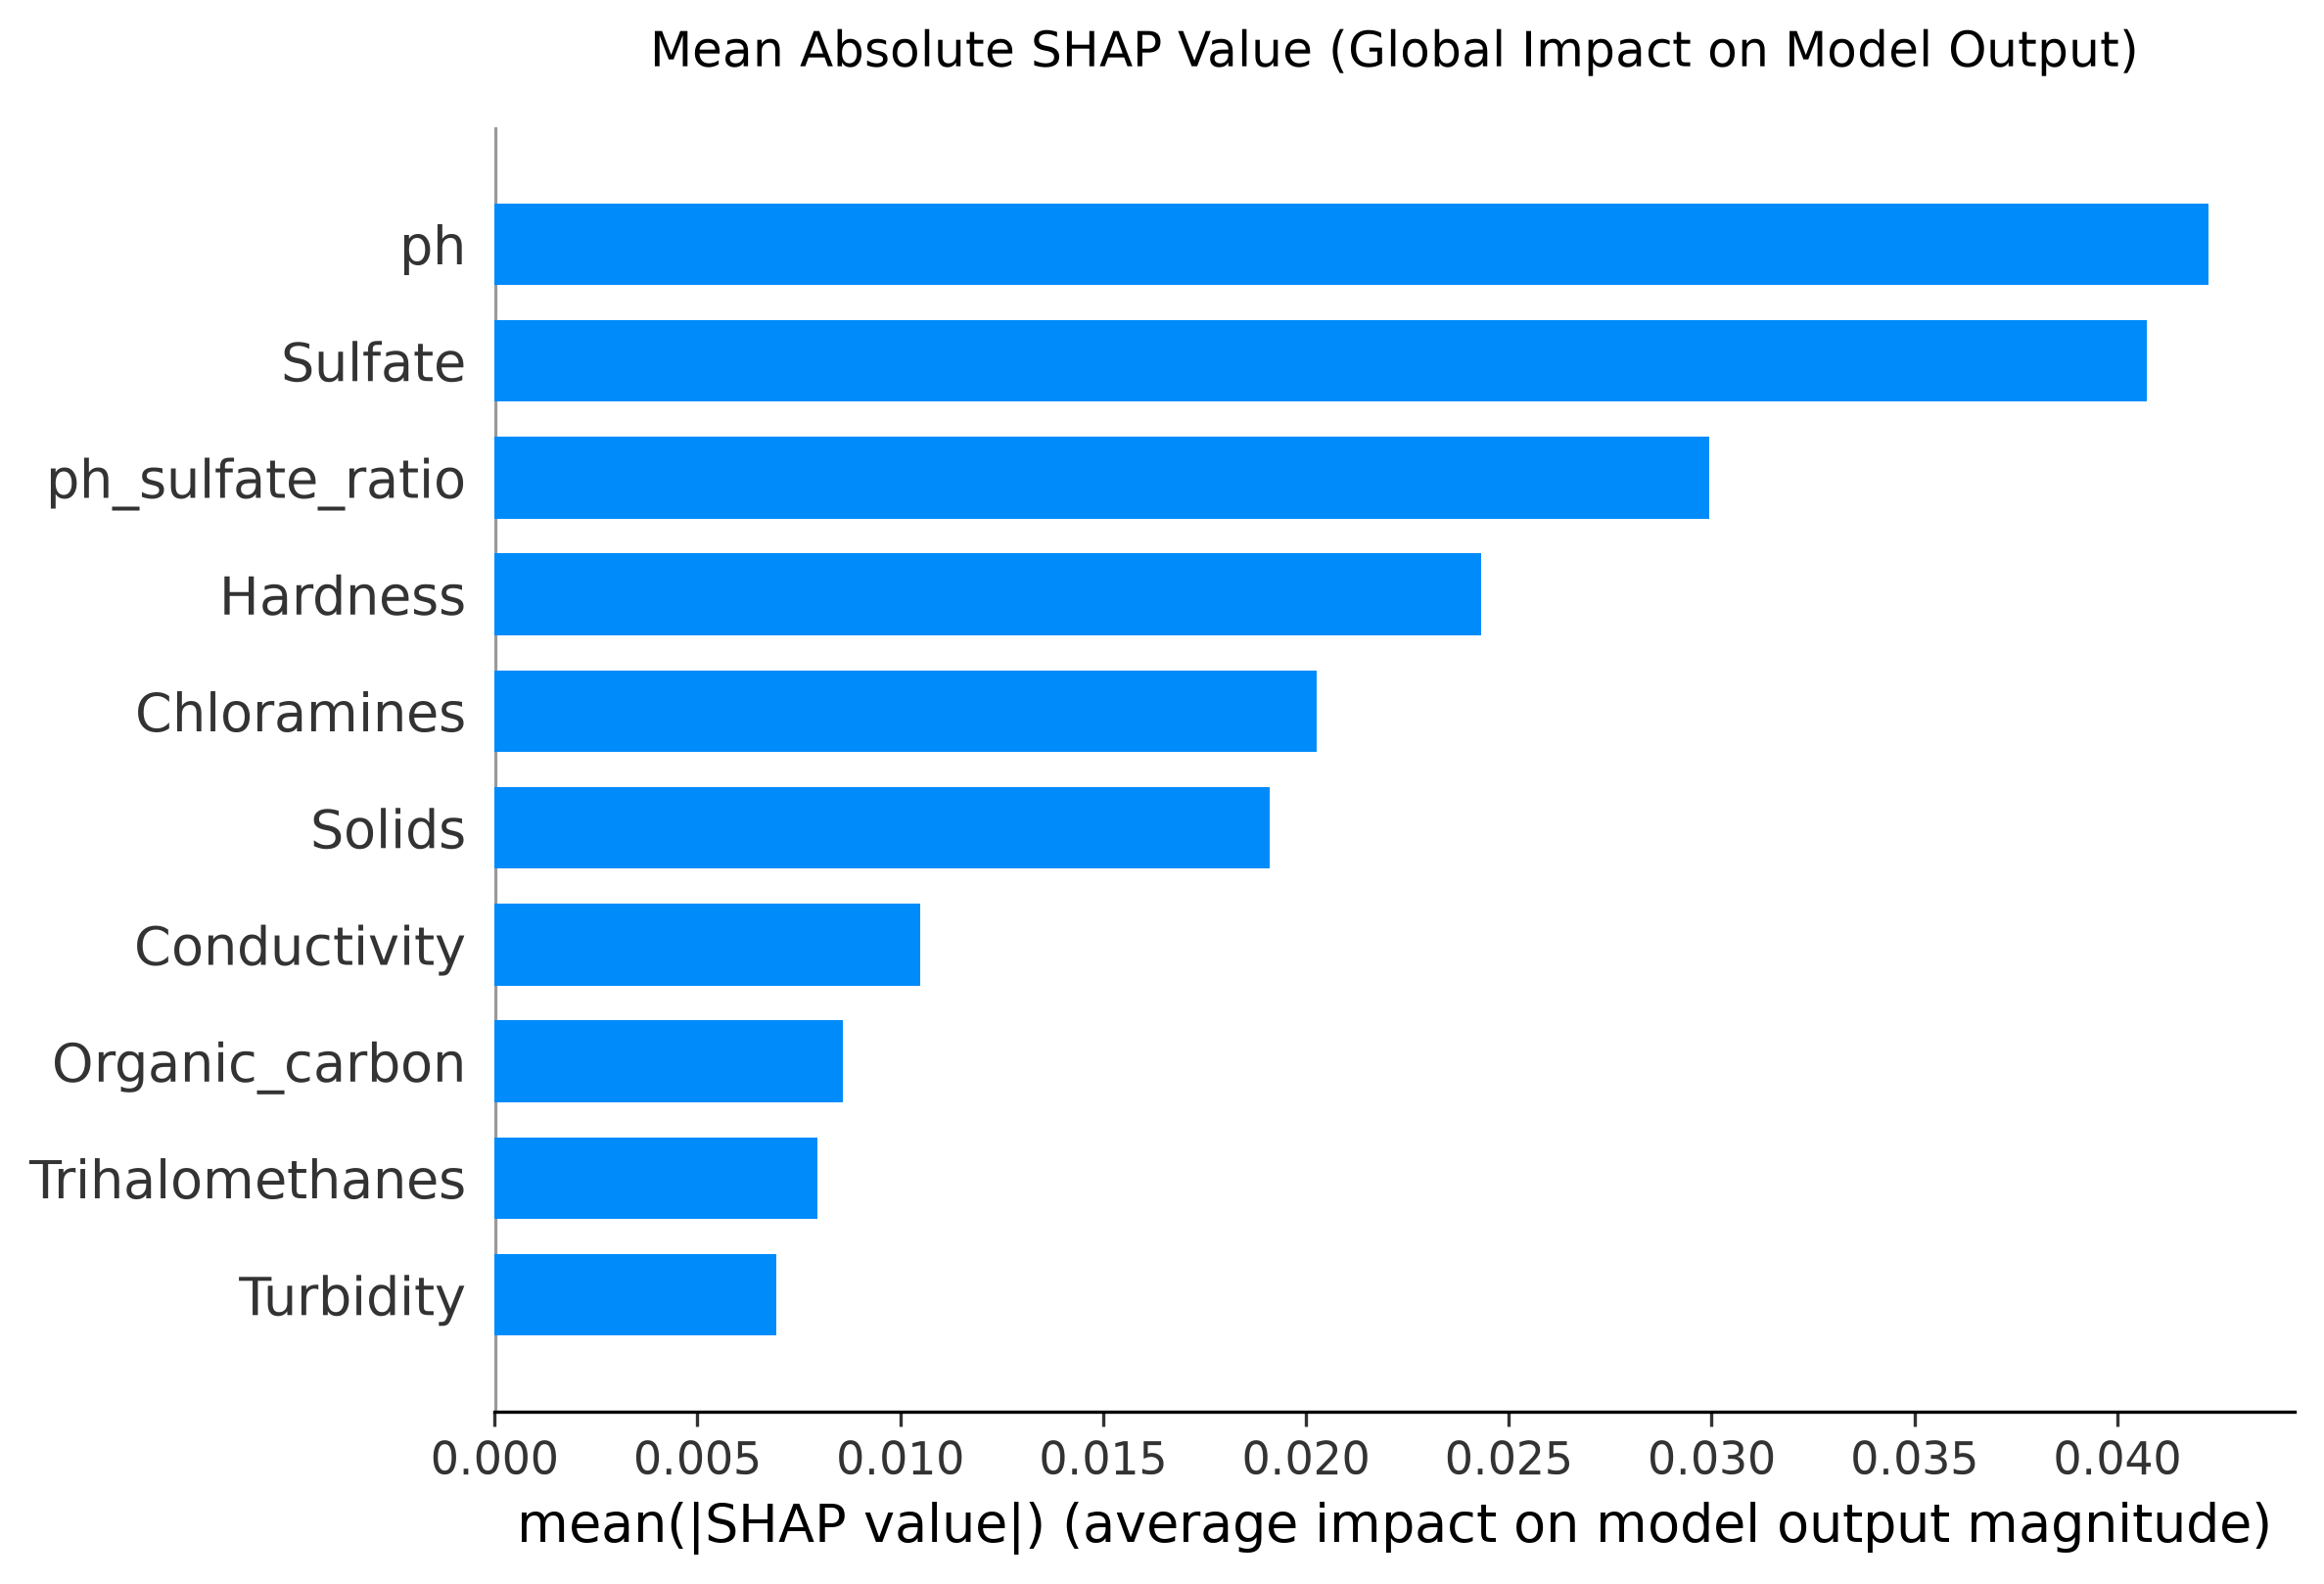 Mean Absolute SHAP Value (Global Impact on Model Output)
ph
Sulfate
ph_sulfate_ratio
Hardness
Chloramines
Solids
Conductivity
Organic_carbon
Trihalomethanes
Turbidity
0.000 0.005 0.010 0.015 0.020 0.025 0.030 0.035 0.040
mean(|SHAP value|) (average impact on model output magnitude)